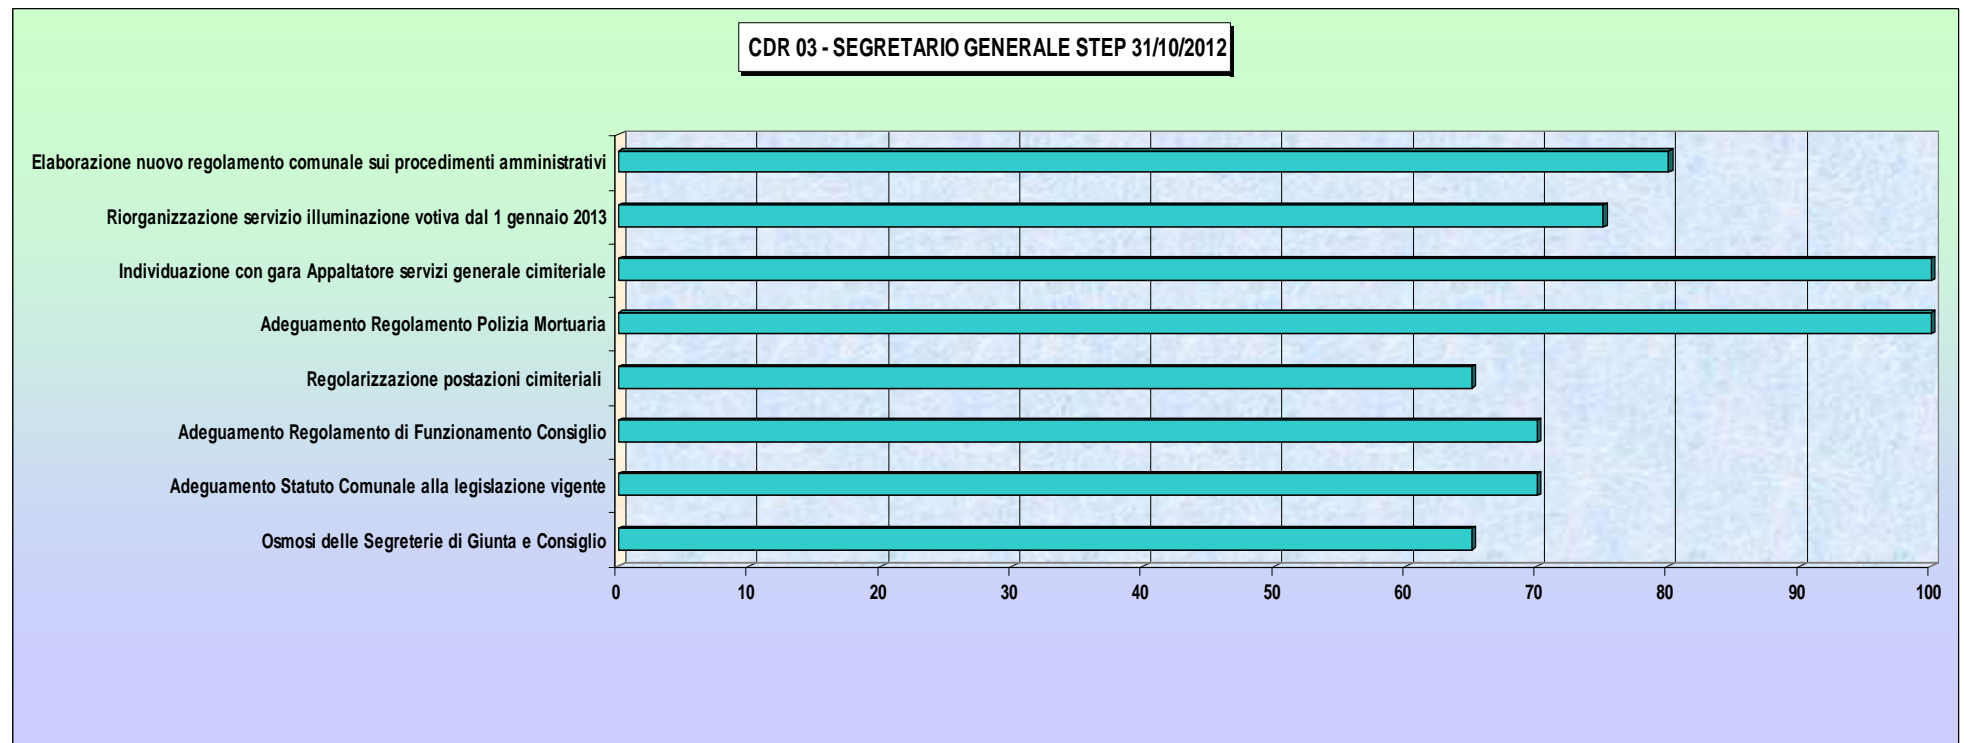 CDR 03 - SEGRETARIO GENERALE STEP 31/10/2012
Elaborazione nuovo regolamento comunale sui procedimenti amministrativi
Riorganizzazione servizio illuminazione votiva dal 1 gennaio 2013
Individuazione con gara Appaltatore servizi generale cimiteriale
Adeguamento Regolamento Polizia Mortuaria
Regolarizzazione postazioni cimiteriali
Adeguamento Regolamento di Funzionamento Consiglio
Adeguamento Statuto Comunale alla legislazione vigente
Osmosi delle Segreterie di Giunta e Consiglio
0 10 20 30 40 50 60 70 80 90 100